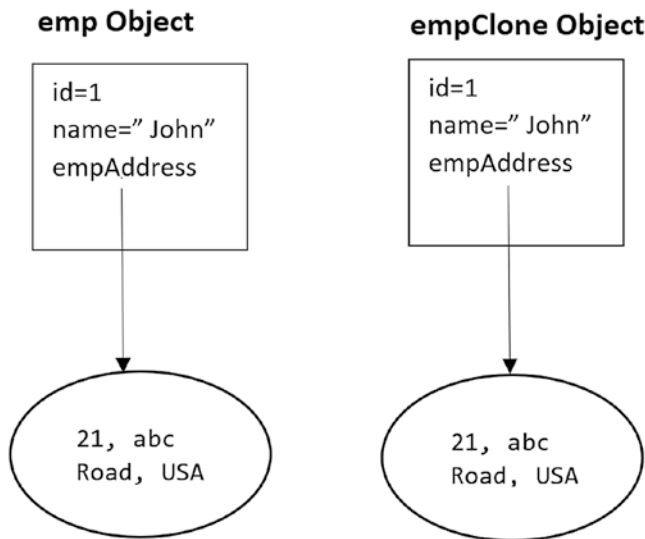 emp Object
id=1
name=” John”
empAddress
21, abc
Road, USA
empClone Object
id=1
name=” John”
empAddress
21, abc
Road, USA